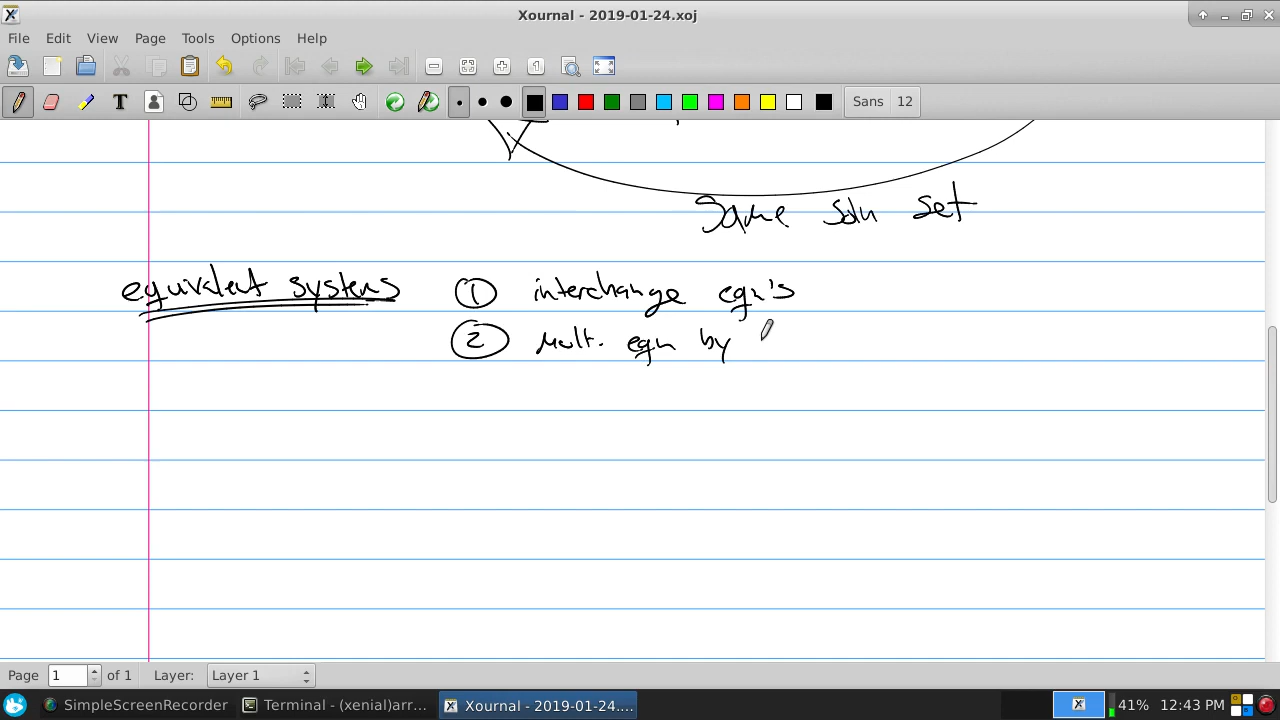 Xournal - 2019-01-24.xoj
File Edit View Page Tools Options Help
Sans 12
Same soln set
equivalent systems ① interchange eqn's
② mult. eqn by
Page 1 of 1 Layer: Layer 1
SimpleScreenRecorder Terminal - (xenial)arr... Xournal - 2019-01-24.... 41% 12:43 PM